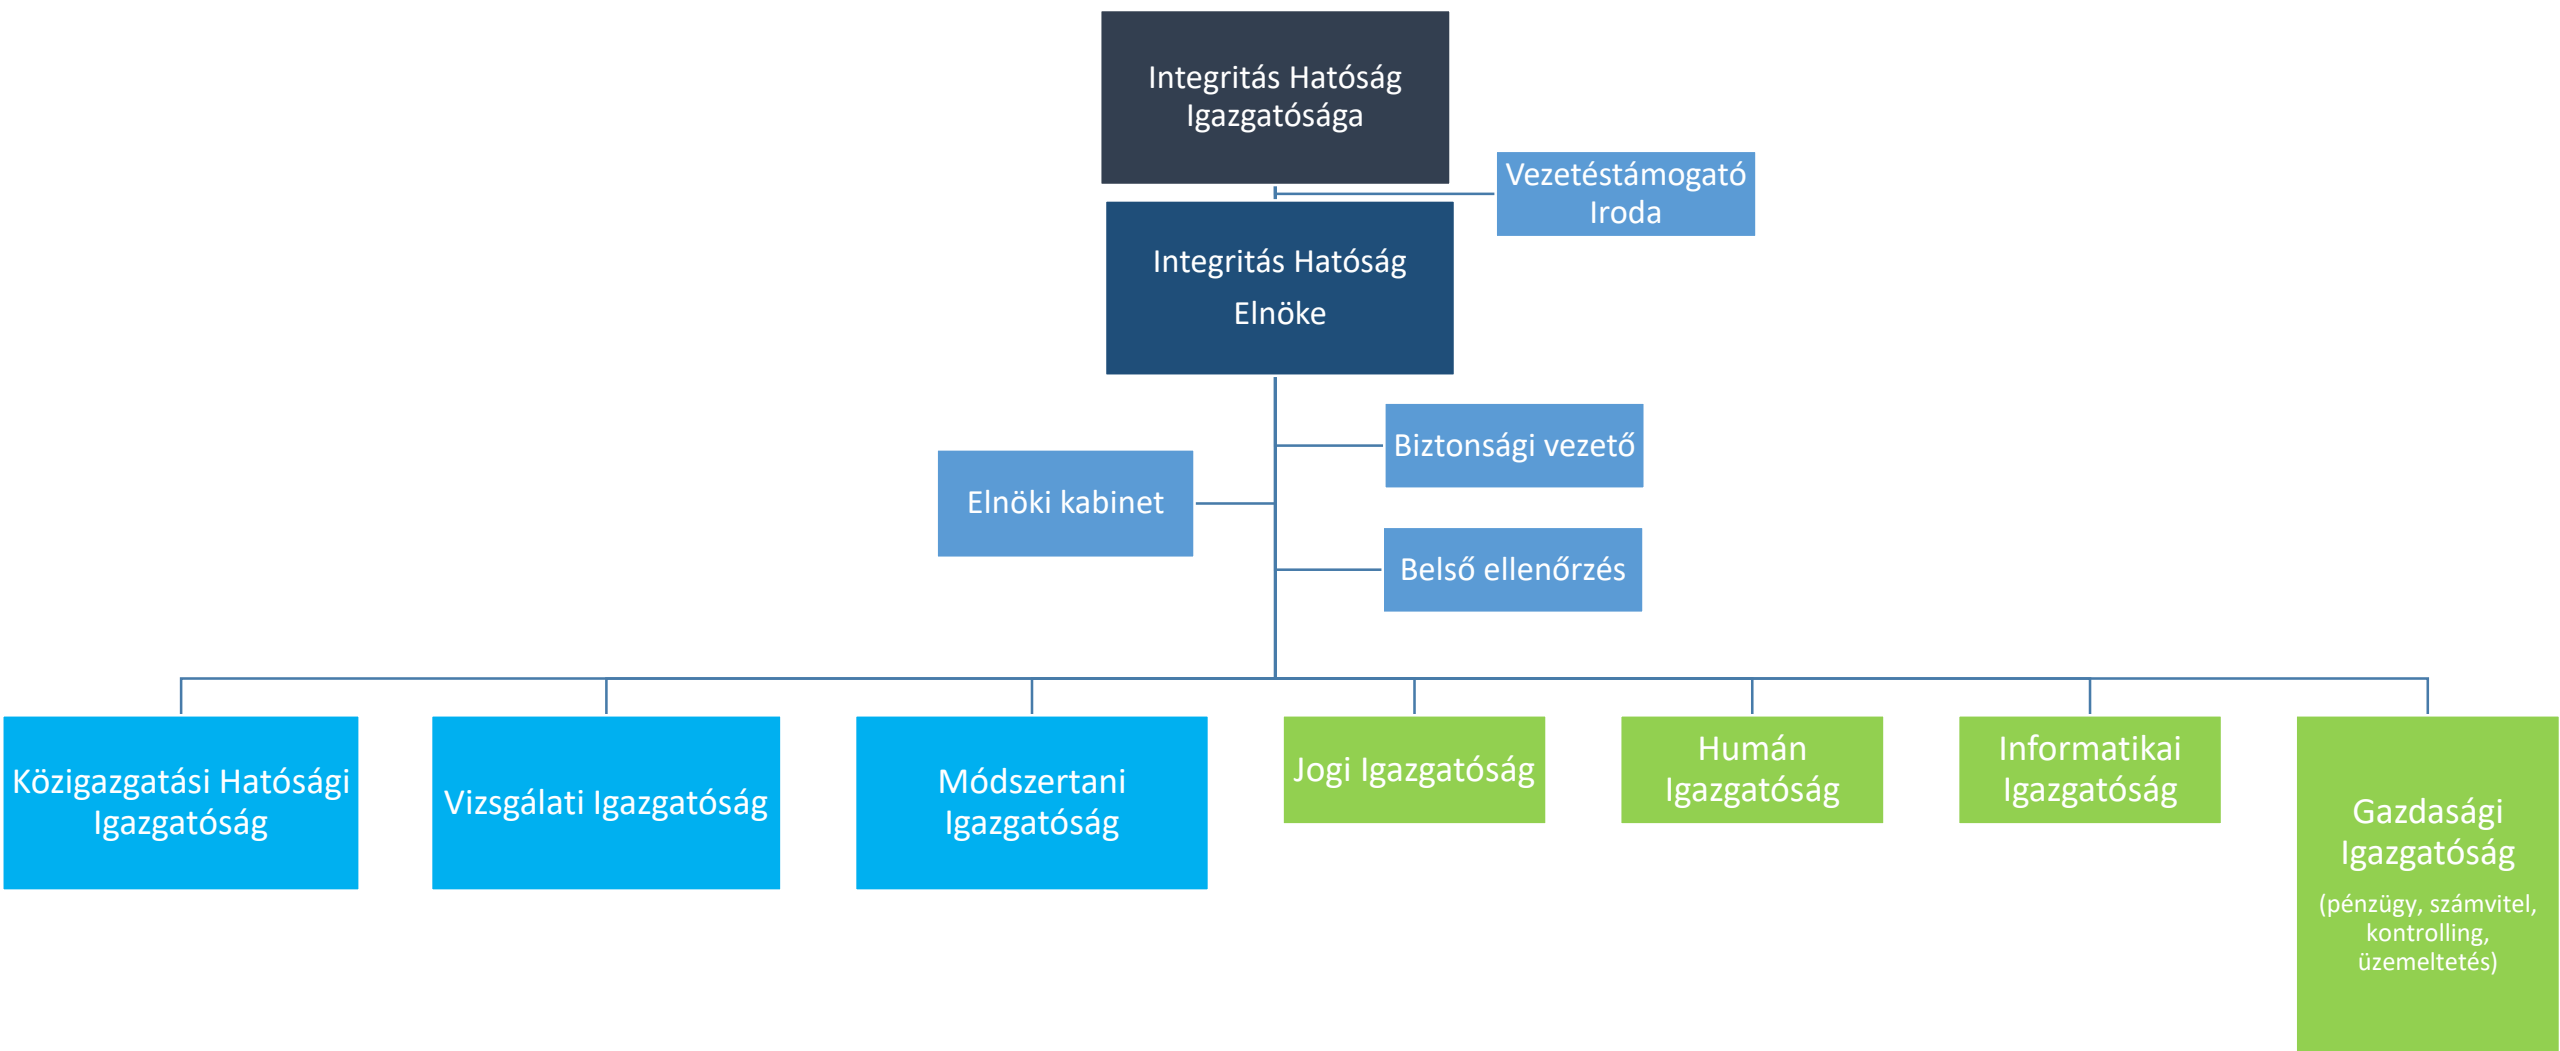 Integritás Hatóság
Igazgatósága
Vezetéstámogató
Iroda
Integritás Hatóság
Elnöke
Biztonsági vezető
Elnöki kabinet
Belső ellenőrzés
Közigazgatási Hatósági
Igazgatóság
Vizsgálati Igazgatóság
Módszertani
Igazgatóság
Jogi Igazgatóság
Humán
Igazgatóság
Informatikai
Igazgatóság
Gazdasági
Igazgatóság
(pénzügy, számvitel,
kontrolling,
üzemeltetés)